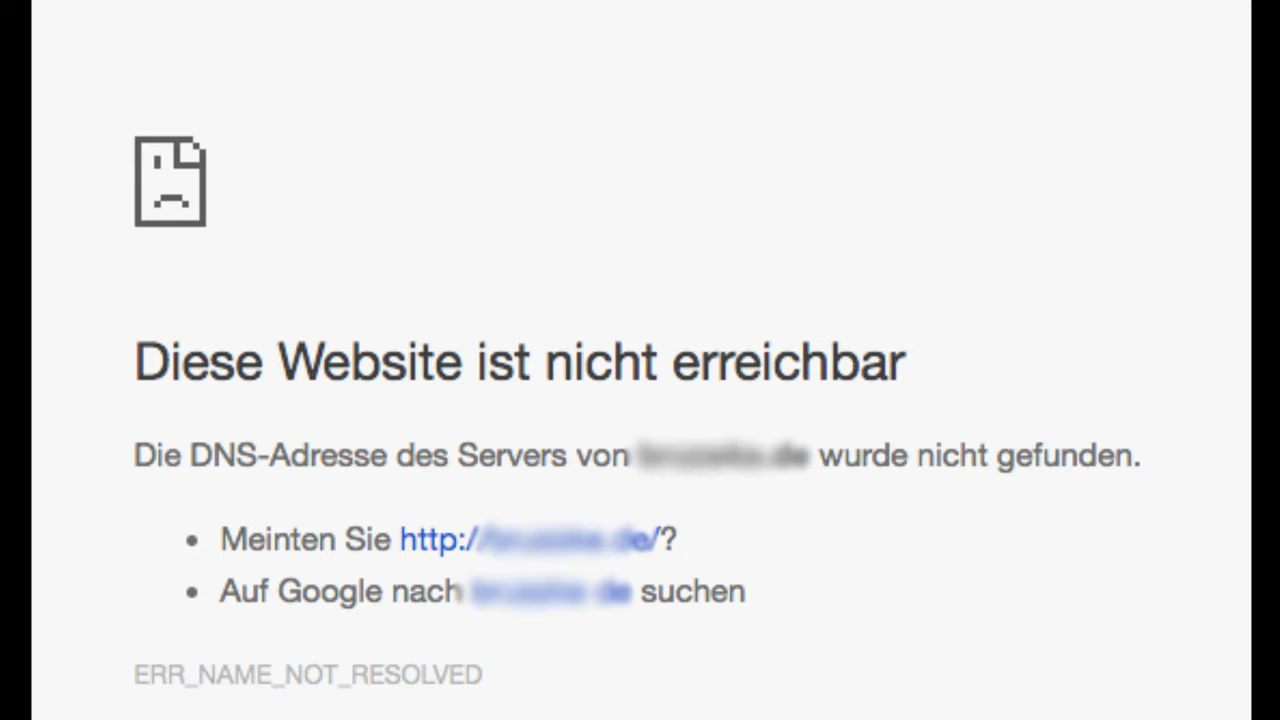 Diese Website ist nicht erreichbar
Die DNS-Adresse des Servers von wurde nicht gefunden.
Meinten Sie http:/ /?
Auf Google nach suchen
ERR_NAME_NOT_RESOLVED